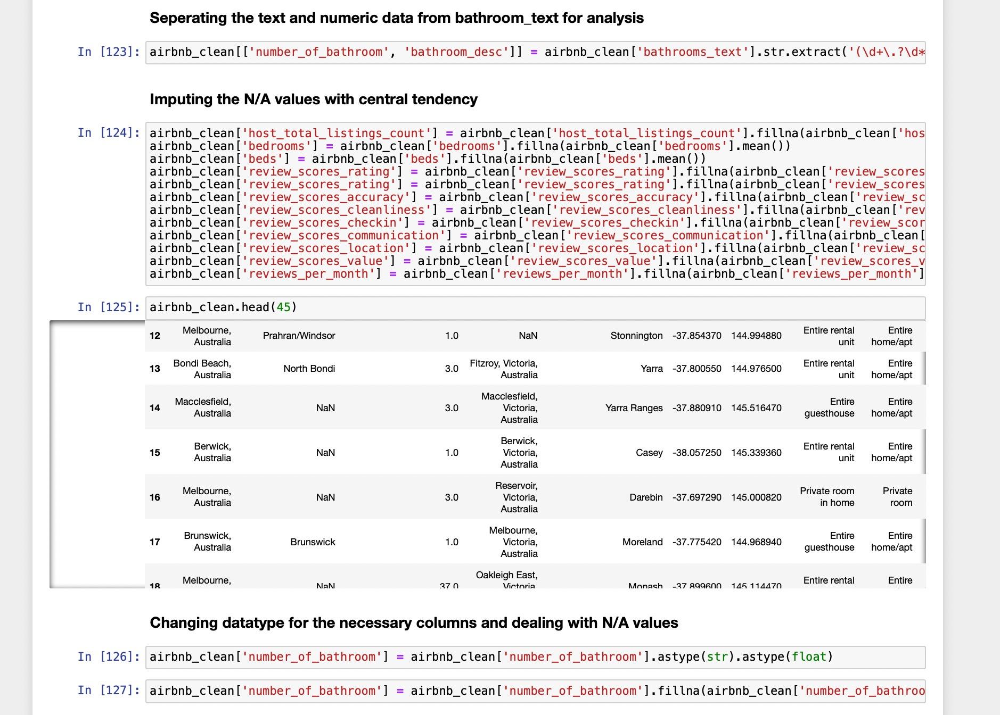 Seperating the text and numeric data from bathroom_text for analysis
In [123]: airbnb_clean[['number_of_bathroom', 'bathroom_desc']] = airbnb_clean['bathrooms_text'].str.extract('(\d+\.?\d*
Imputing the N/A values with central tendency
In [124]: airbnb_clean['host_total_listings_count'] = airbnb_clean['host_total_listings_count'].fillna(airbnb_clean['hos
airbnb_clean['bedrooms'] = airbnb_clean['bedrooms'].fillna(airbnb_clean['bedrooms'].mean())
airbnb_clean['beds'] = airbnb_clean['beds'].fillna(airbnb_clean['beds'].mean())
airbnb_clean['review_scores_rating'] = airbnb_clean['review_scores_rating'].fillna(airbnb_clean['review_scores
airbnb_clean['review_scores_rating'] = airbnb_clean['review_scores_rating'].fillna(airbnb_clean['review_scores
airbnb_clean['review_scores_accuracy'] = airbnb_clean['review_scores_accuracy'].fillna(airbnb_clean['review_sc
airbnb_clean['review_scores_cleanliness'] = airbnb_clean['review_scores_cleanliness'].fillna(airbnb_clean['rev
airbnb_clean['review_scores_checkin'] = airbnb_clean['review_scores_checkin'].fillna(airbnb_clean['review_scor
airbnb_clean['review_scores_communication'] = airbnb_clean['review_scores_communication'].fillna(airbnb_clean[
airbnb_clean['review_scores_location'] = airbnb_clean['review_scores_location'].fillna(airbnb_clean['review_sc
airbnb_clean['review_scores_value'] = airbnb_clean['review_scores_value'].fillna(airbnb_clean['review_scores_v
airbnb_clean['reviews_per_month'] = airbnb_clean['reviews_per_month'].fillna(airbnb_clean['reviews_per_month']
In [125]: airbnb_clean.head(45)
12 Melbourne, Australia Prahran/Windsor 1.0 NaN Stonnington -37.854370 144.994880 Entire rental unit Entire home/apt
13 Bondi Beach, Australia North Bondi 3.0 Fitzroy, Victoria, Australia Yarra -37.800550 144.976500 Entire rental unit Entire home/apt
14 Macclesfield, Australia NaN 3.0 Macclesfield, Victoria, Australia Yarra Ranges -37.880910 145.516470 Entire guesthouse Entire home/apt
15 Berwick, Australia NaN 1.0 Berwick, Victoria, Australia Casey -38.057250 145.339360 Entire rental unit Entire home/apt
16 Melbourne, Australia NaN 3.0 Reservoir, Victoria, Australia Darebin -37.697290 145.000820 Private room in home Private room
17 Brunswick, Australia Brunswick 1.0 Melbourne, Victoria, Australia Moreland -37.775420 144.968940 Entire guesthouse Entire home/apt
18 Melbourne, NaN 37.0 Oakleigh East, Victoria, Monash -37.899600 145.114470 Entire rental Entire
Changing datatype for the necessary columns and dealing with N/A values
In [126]: airbnb_clean['number_of_bathroom'] = airbnb_clean['number_of_bathroom'].astype(str).astype(float)
In [127]: airbnb_clean['number_of_bathroom'] = airbnb_clean['number_of_bathroom'].fillna(airbnb_clean['number_of_bathroo